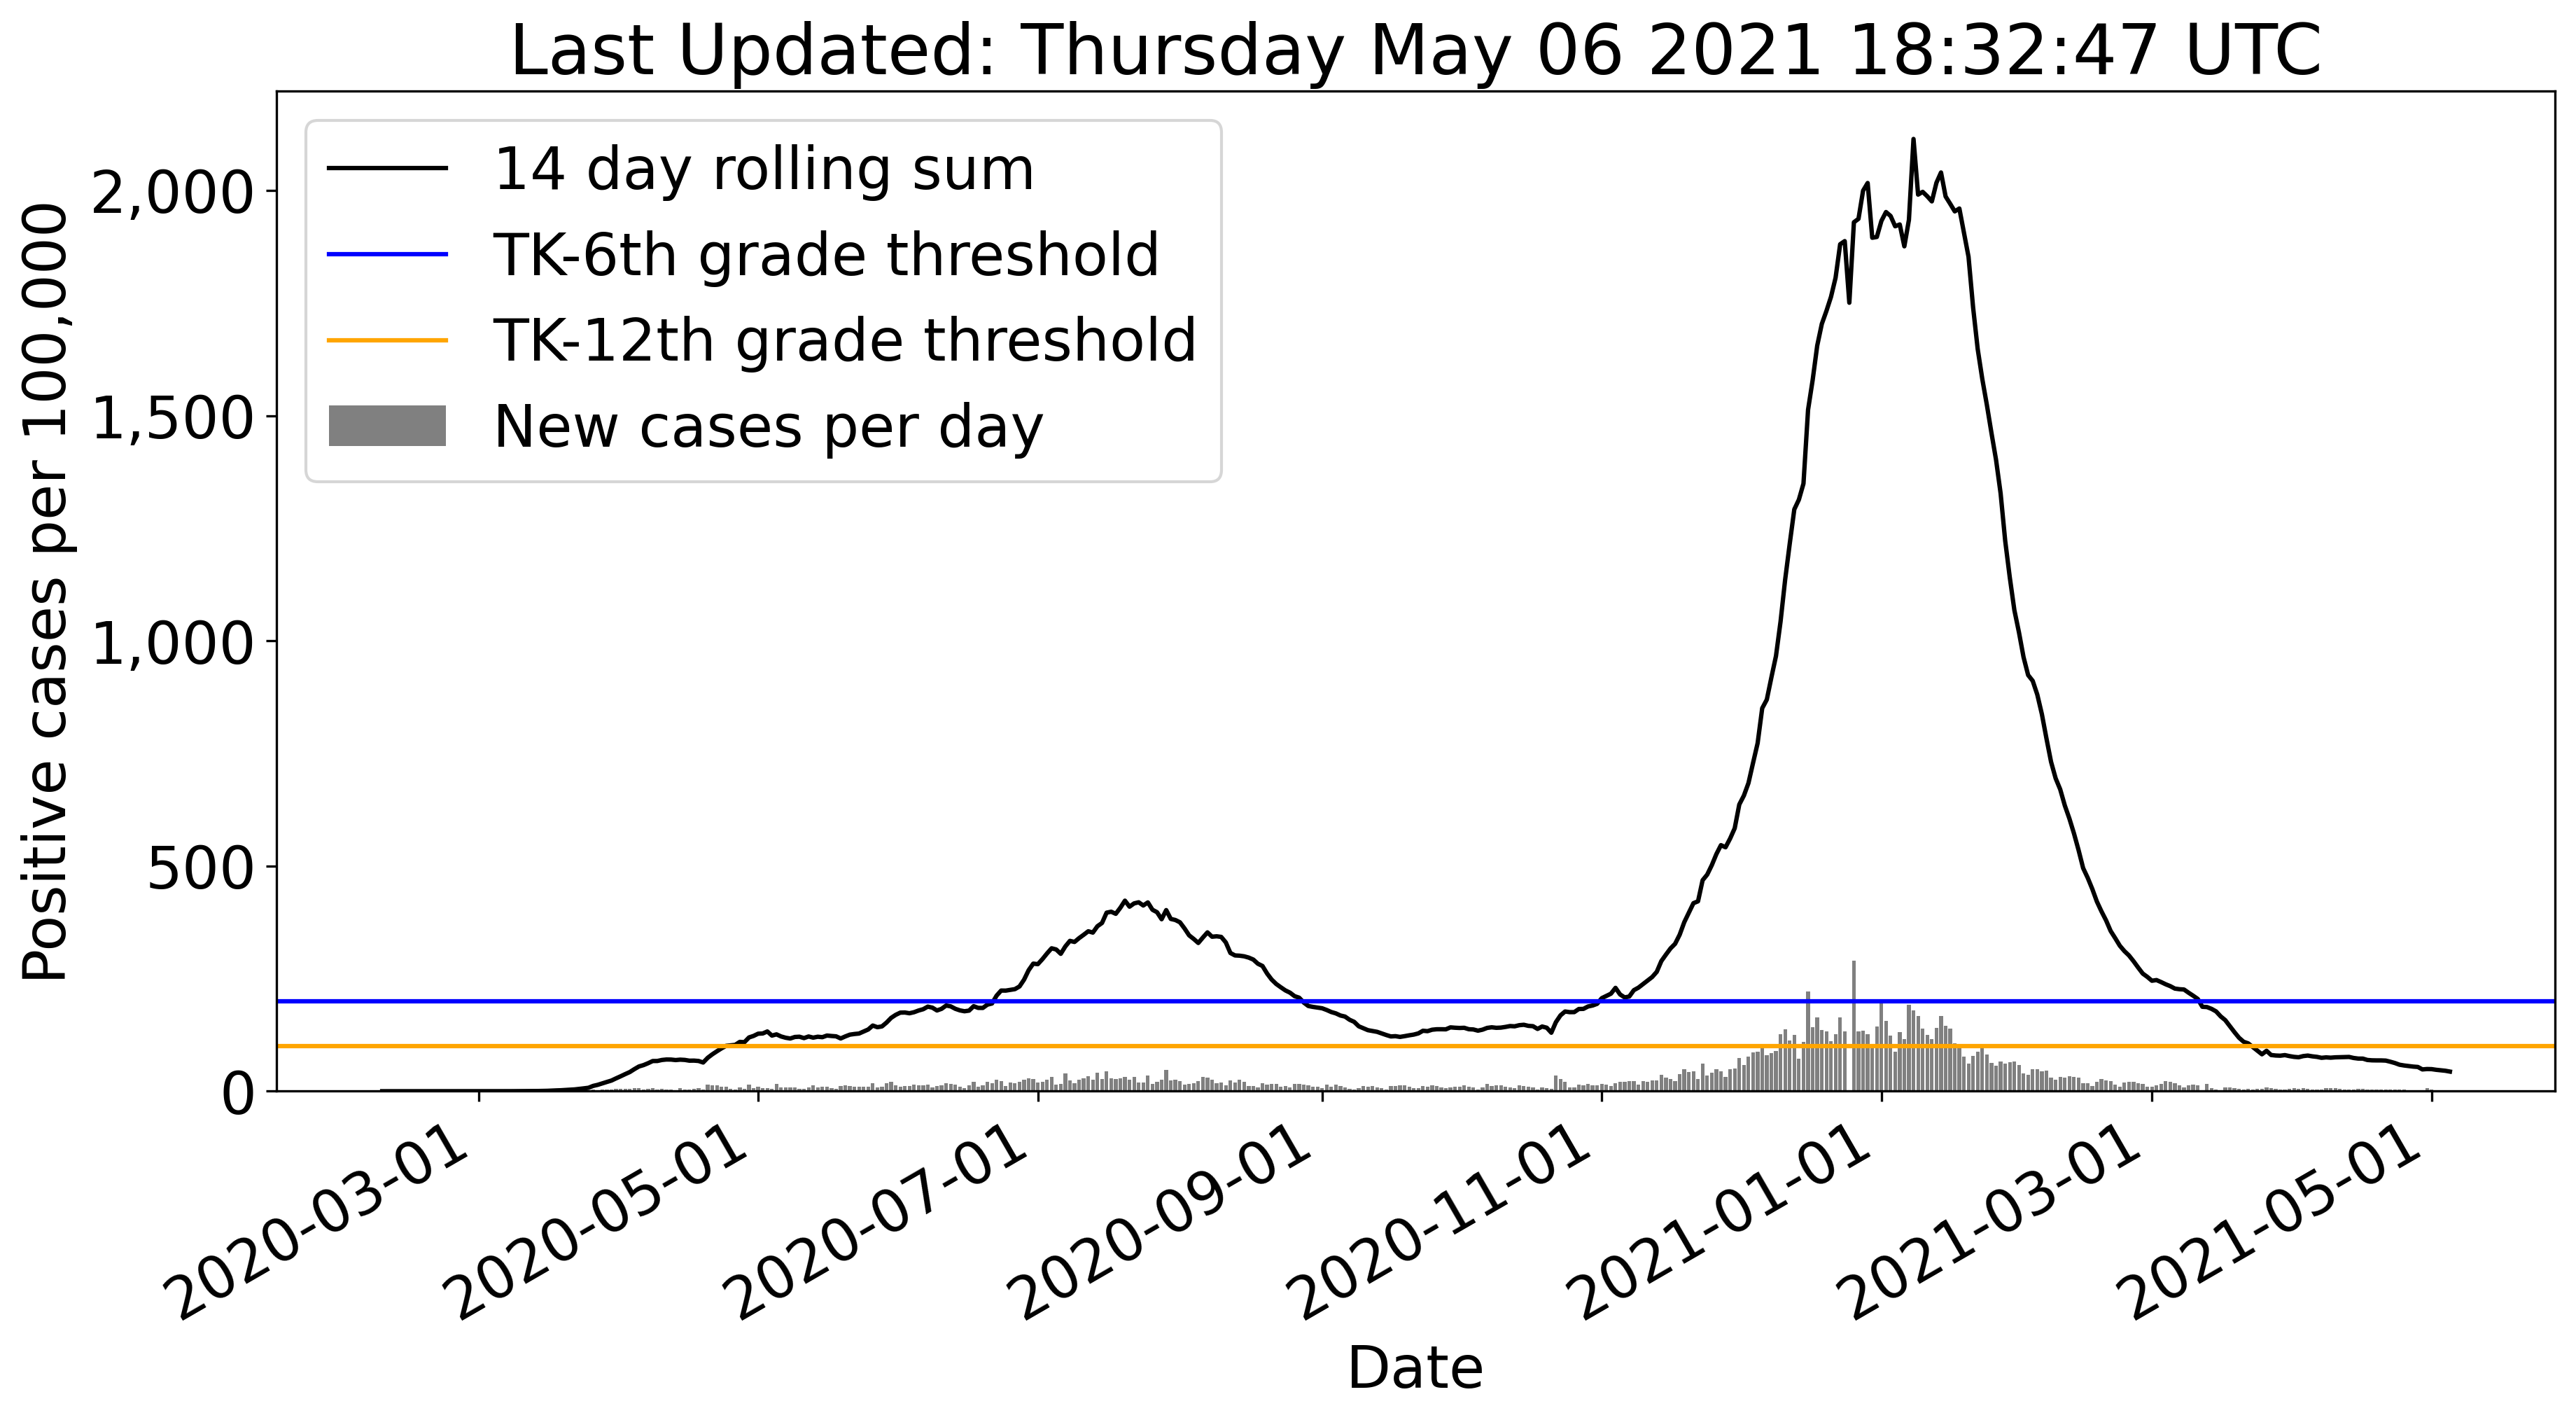 Last Updated: Thursday May 06 2021 18:32:47 UTC
14 day rolling sum
TK-6th grade threshold
TK-12th grade threshold
New cases per day
Positive cases per 100,000
2,000
1,500
1,000
500
0
2020-03-01
2020-05-01
2020-07-01
2020-09-01
2020-11-01
2021-01-01
2021-03-01
2021-05-01
Date